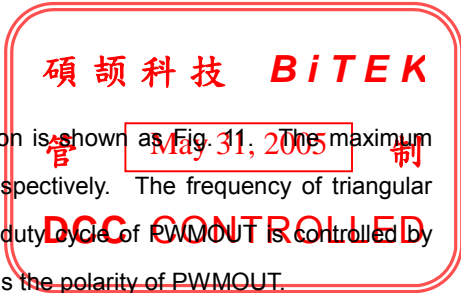 碩頡科技 BiTEK
on is shown as Fig. 11. The maximum
管 May 31, 2005 制
spectively. The frequency of triangular
DCC CONTROLLED
duty cycle of PWMOUT is controlled by
s the polarity of PWMOUT.